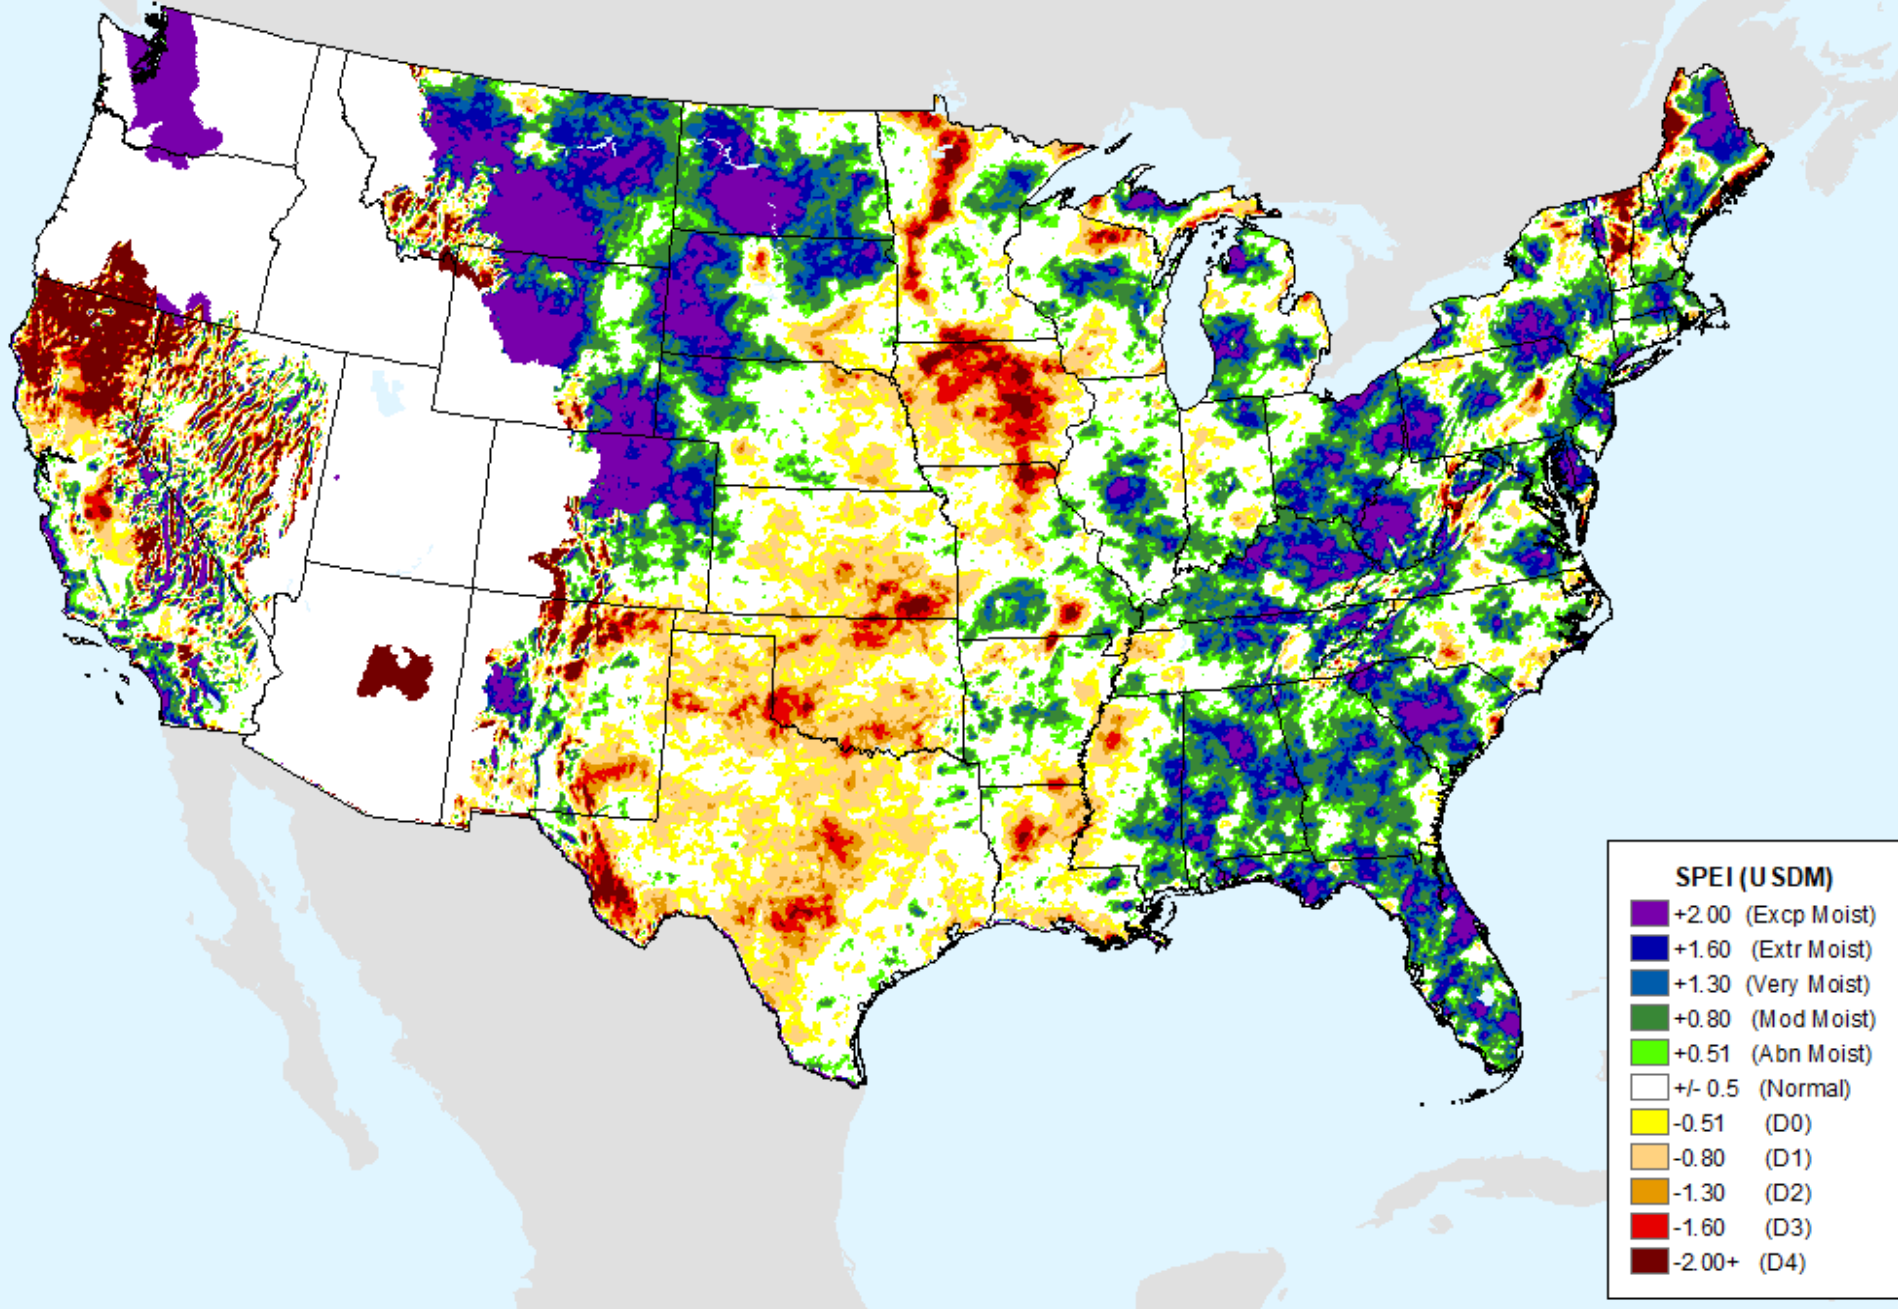 SPEI (USDM)
+2.00 (Excp Moist)
+1.60 (Extr Moist)
+1.30 (Very Moist)
+0.80 (Mod Moist)
+0.51 (Abn Moist)
+/- 0.5 (Normal)
-0.51 (D0)
-0.80 (D1)
-1.30 (D2)
-1.60 (D3)
-2.00+ (D4)